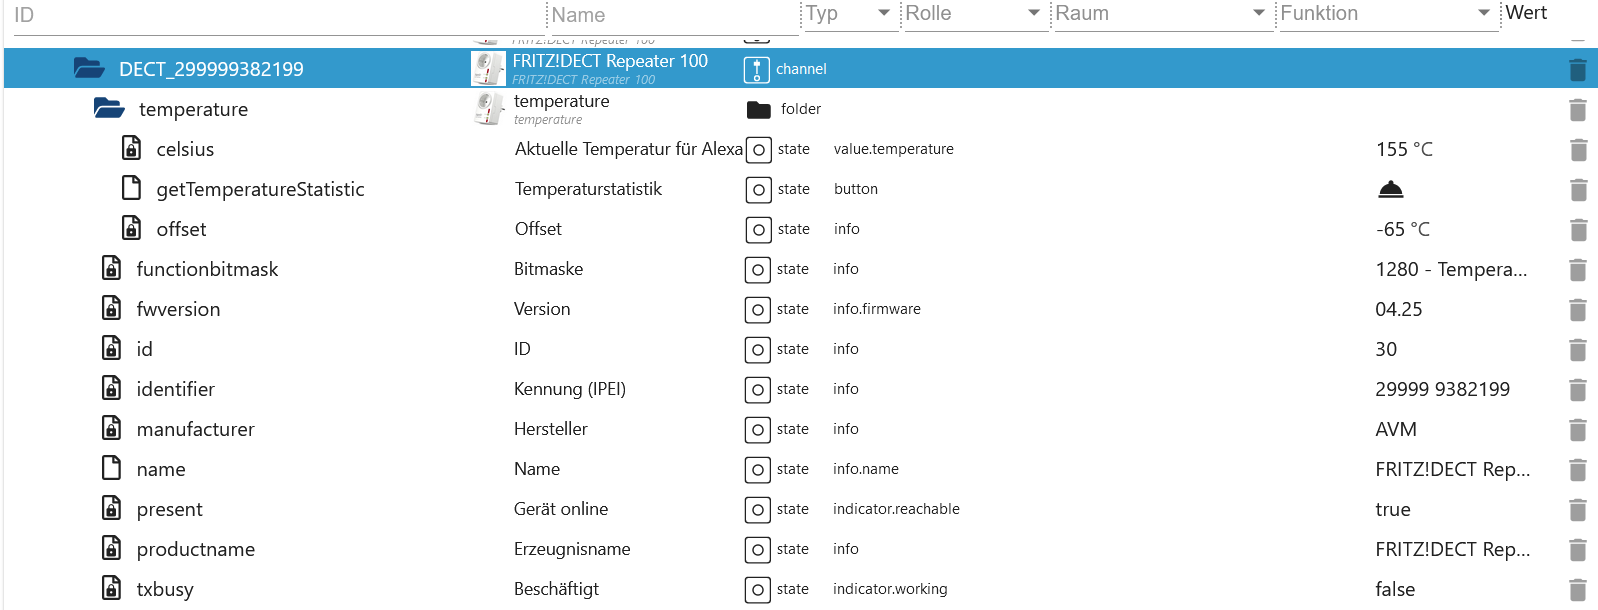 ID Name Typ Rolle Raum Funktion Wert
FRITZ!DECT Repeater 100
DECT_299999382199 FRITZ!DECT Repeater 100 channel
FRITZ!DECT Repeater 100
temperature temperature folder
temperature
celsius Aktuelle Temperatur für Alexa state value.temperature 155 °C
getTemperatureStatistic Temperaturstatistik state button
offset Offset state info -65 °C
functionbitmask Bitmaske state info 1280 - Tempera...
fwversion Version state info.firmware 04.25
id ID state info 30
identifier Kennung (IPEI) state info 29999 9382199
manufacturer Hersteller state info AVM
name Name state info.name FRITZ!DECT Rep...
present Gerät online state indicator.reachable true
productname Erzeugnisname state info FRITZ!DECT Rep...
txbusy Beschäftigt state indicator.working false